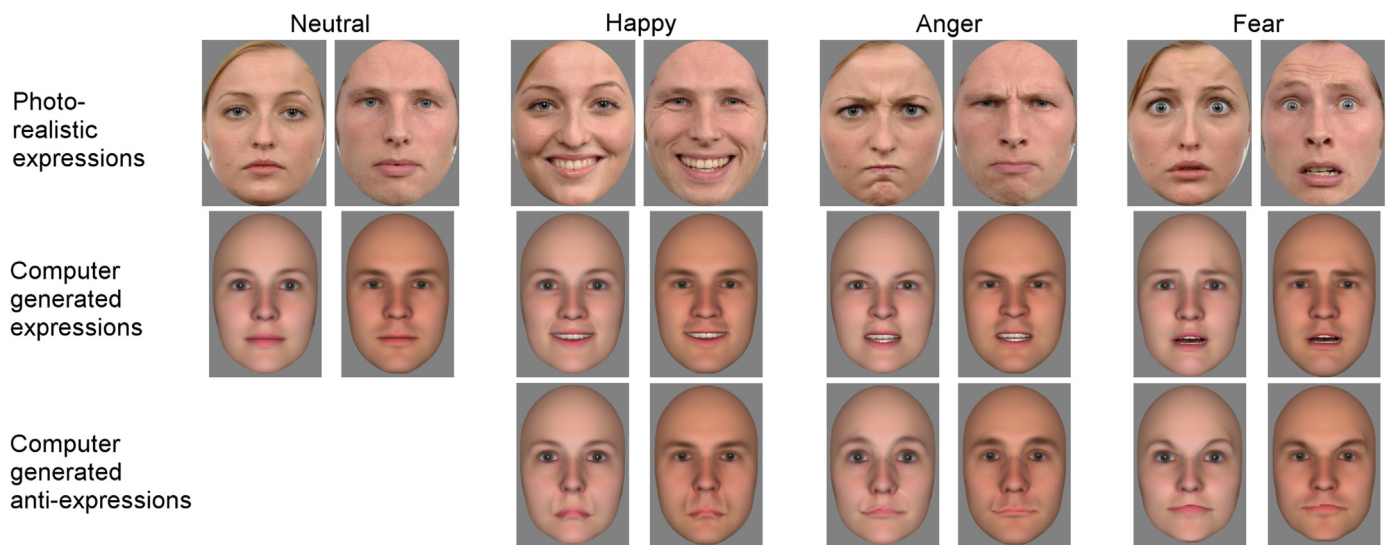 Neutral
Happy
Anger
Fear
Photo-
realistic
expressions
Computer
generated
expressions
Computer
generated
anti-expressions